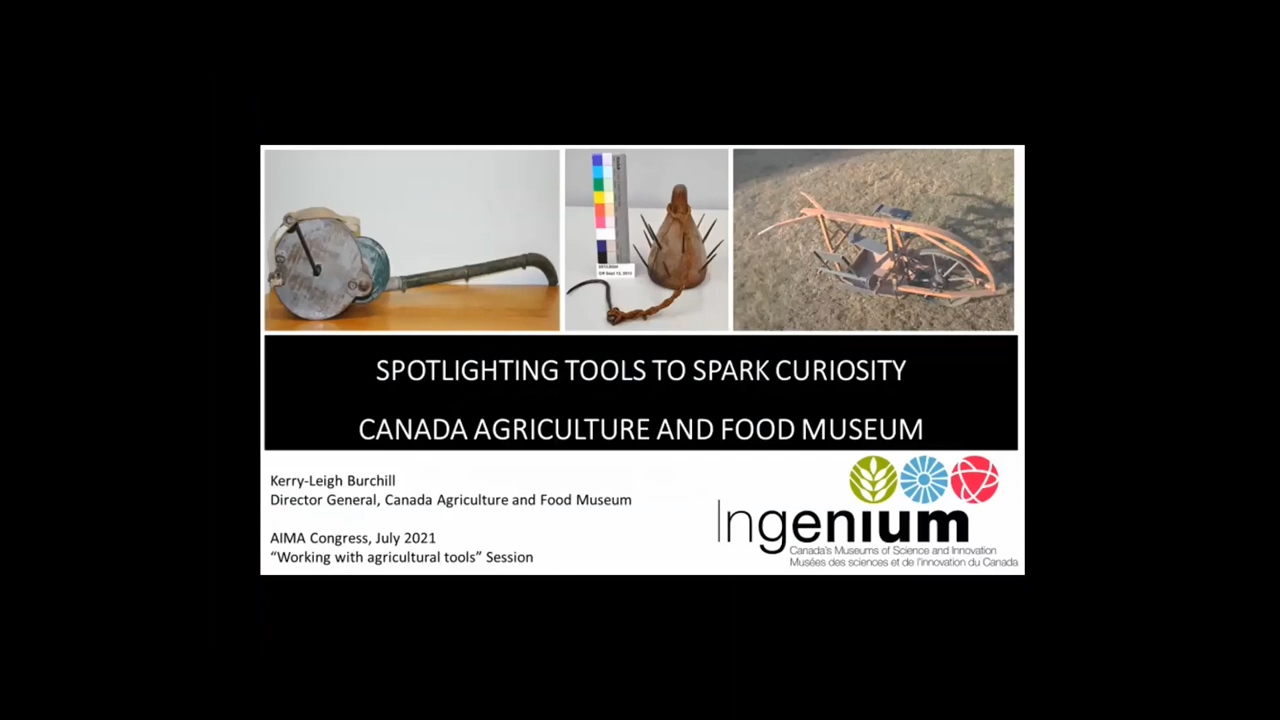 SPOTLIGHTING TOOLS TO SPARK CURIOSITY
CANADA AGRICULTURE AND FOOD MUSEUM
Kerry-Leigh Burchill
Director General, Canada Agriculture and Food Museum
AIMA Congress, July 2021
“Working with agricultural tools” Session
Ingenium
Canada's Museums of Science and Innovation
Musées des sciences et de l'innovation du Canada